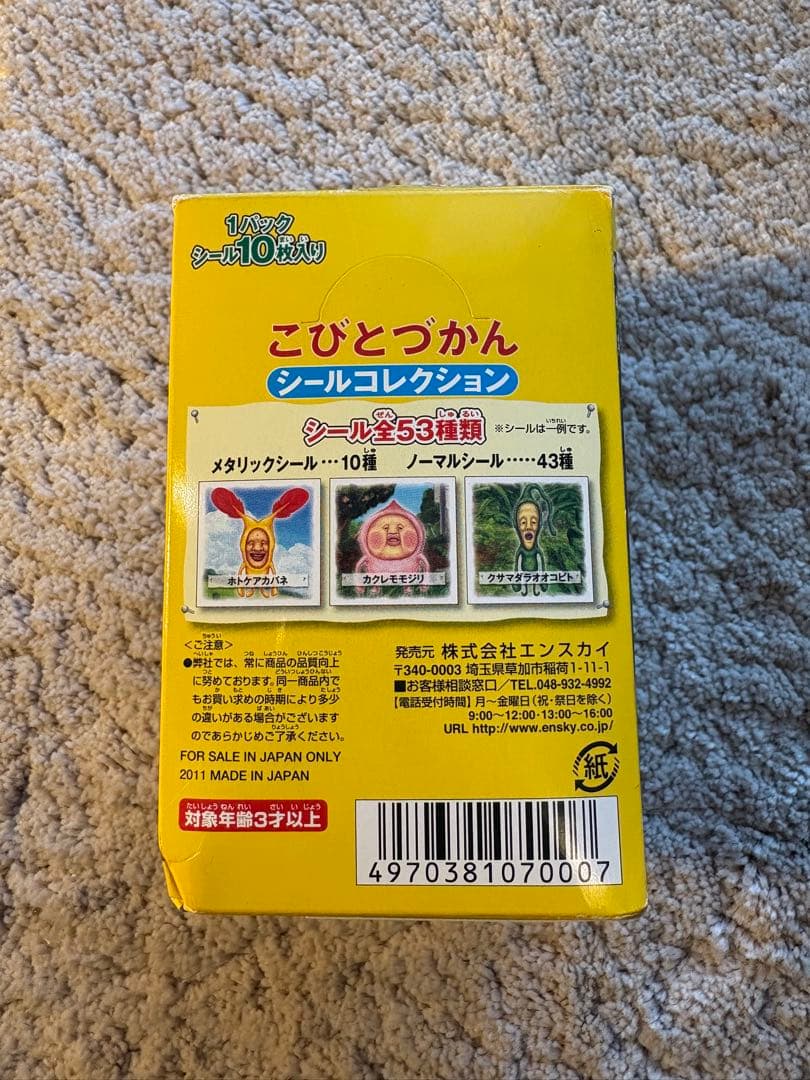 1パック
シール10枚入り
こびとづかん
シールコレクション
シール全53種類 ※シールは一例です。
メタリックシール…10種 ノーマルシール……43種
ホトケアカバネ
カクレモモジリ
クサマダラオオコビト
<ご注意>
●弊社では、常に商品の品質向上
に努めております。同一商品内で
もお買い求めの時期により多少
の違いがある場合がございます
のであらかじめご了承ください。
FOR SALE IN JAPAN ONLY
2011 MADE IN JAPAN
対象年齢3才以上
発売元 株式会社エンスカイ
〒340-0003 埼玉県草加市稲荷1-11-1
■お客様相談窓口/TEL.048-932-4992
【電話受付時間】月〜金曜日(祝・祭日を除く)
9:00〜12:00・13:00〜16:00
URL http://www.ensky.co.jp/
紙
4970381070007